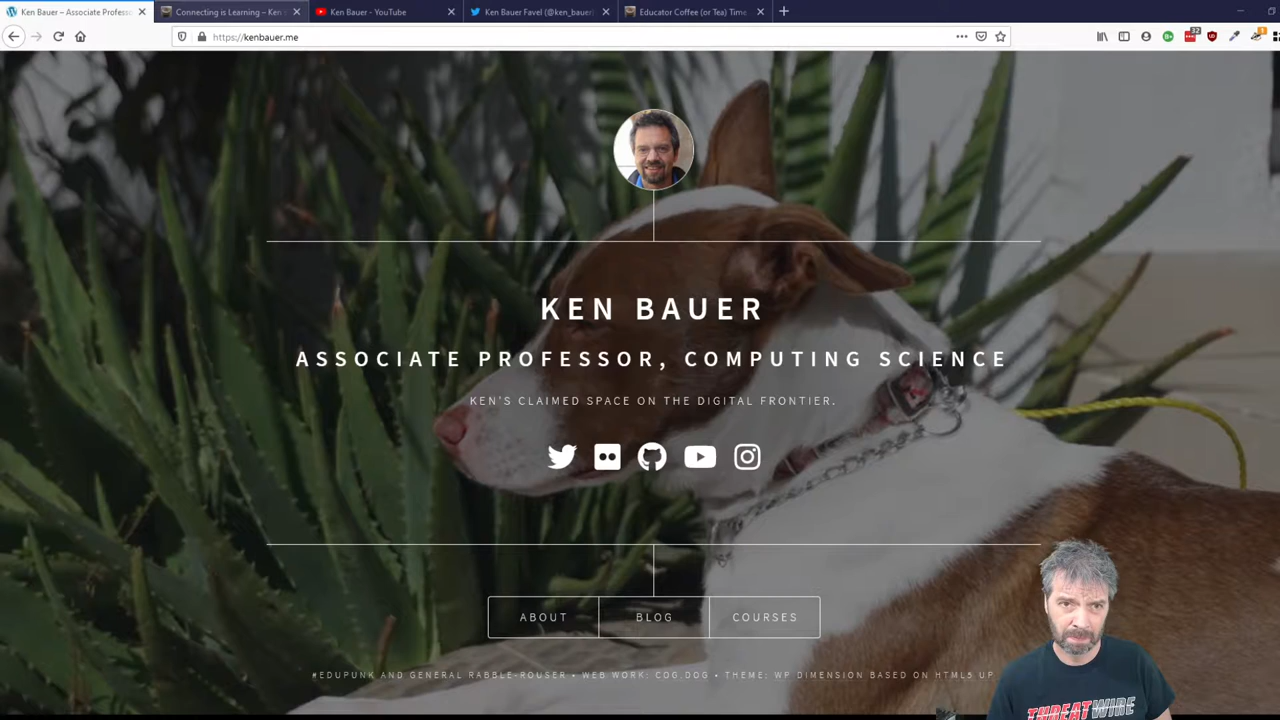 Ken Bauer – Associate Profess
Connecting is Learning – Ken
Ken Bauer - YouTube
Ken Bauer Favel (@ken_bauer)
Educator Coffee (or Tea) Time
https://kenbauer.me
32
KEN BAUER
ASSOCIATE PROFESSOR, COMPUTING SCIENCE
KEN'S CLAIMED SPACE ON THE DIGITAL FRONTIER.
ABOUT
BLOG
COURSES
#EDUPUNK AND GENERAL RABBLE-ROUSER • WEB WORK: COG.DOG • THEME: WP DIMENSION BASED ON HTML5 UP
THREATWIRE